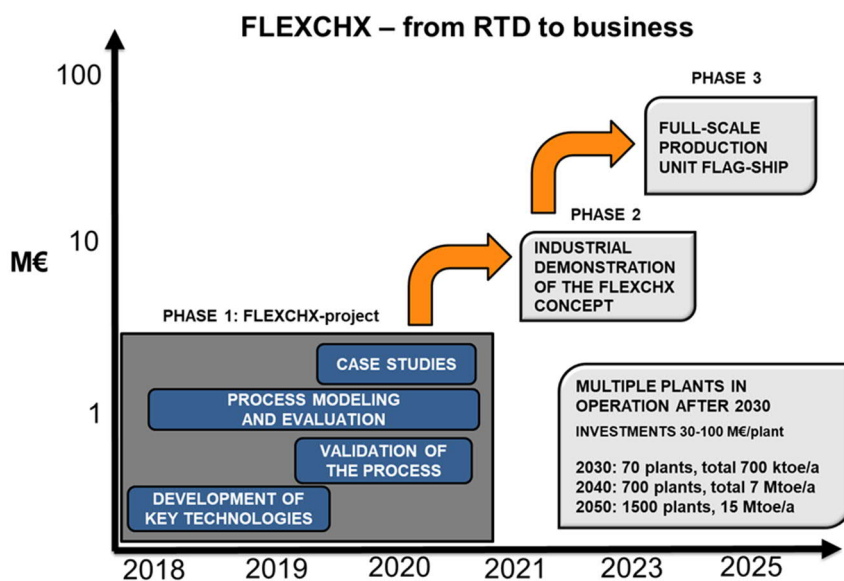 FLEXCHX – from RTD to business
100
10
M€
1
PHASE 3
FULL-SCALE
PRODUCTION
UNIT FLAG-SHIP
PHASE 2
INDUSTRIAL
DEMONSTRATION
OF THE FLEXCHX
CONCEPT
PHASE 1: FLEXCHX-project
CASE STUDIES
PROCESS MODELING
AND EVALUATION
VALIDATION OF
THE PROCESS
DEVELOPMENT OF
KEY TECHNOLOGIES
MULTIPLE PLANTS IN
OPERATION AFTER 2030
INVESTMENTS 30-100 M€/plant
2030: 70 plants, total 700 ktoe/a
2040: 700 plants, total 7 Mtoe/a
2050: 1500 plants, 15 Mtoe/a
2018 2019 2020 2021 2023 2025